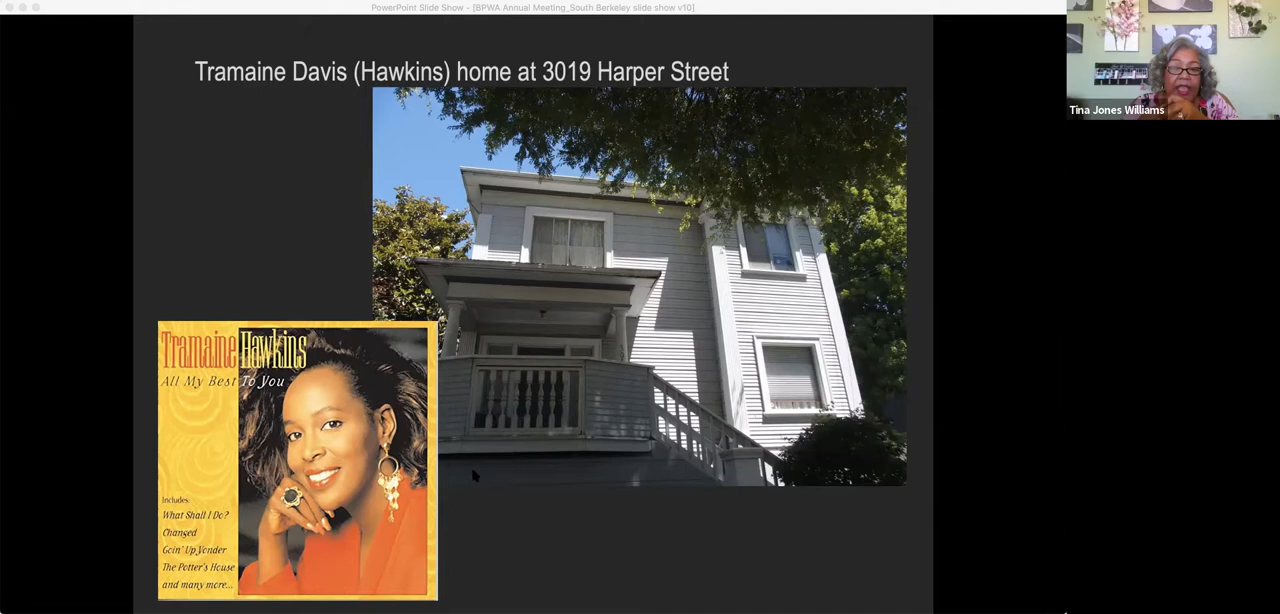 PowerPoint Slide Show - [BPWA Annual Meeting_South Berkeley slide show v10]
Tramaine Davis (Hawkins) home at 3019 Harper Street
Tina Jones Williams
Tramaine Hawkins
All My Best To You
Includes
What Shall I Do?
Changed
Goin' Up Yonder
The Potter's House
and many more...